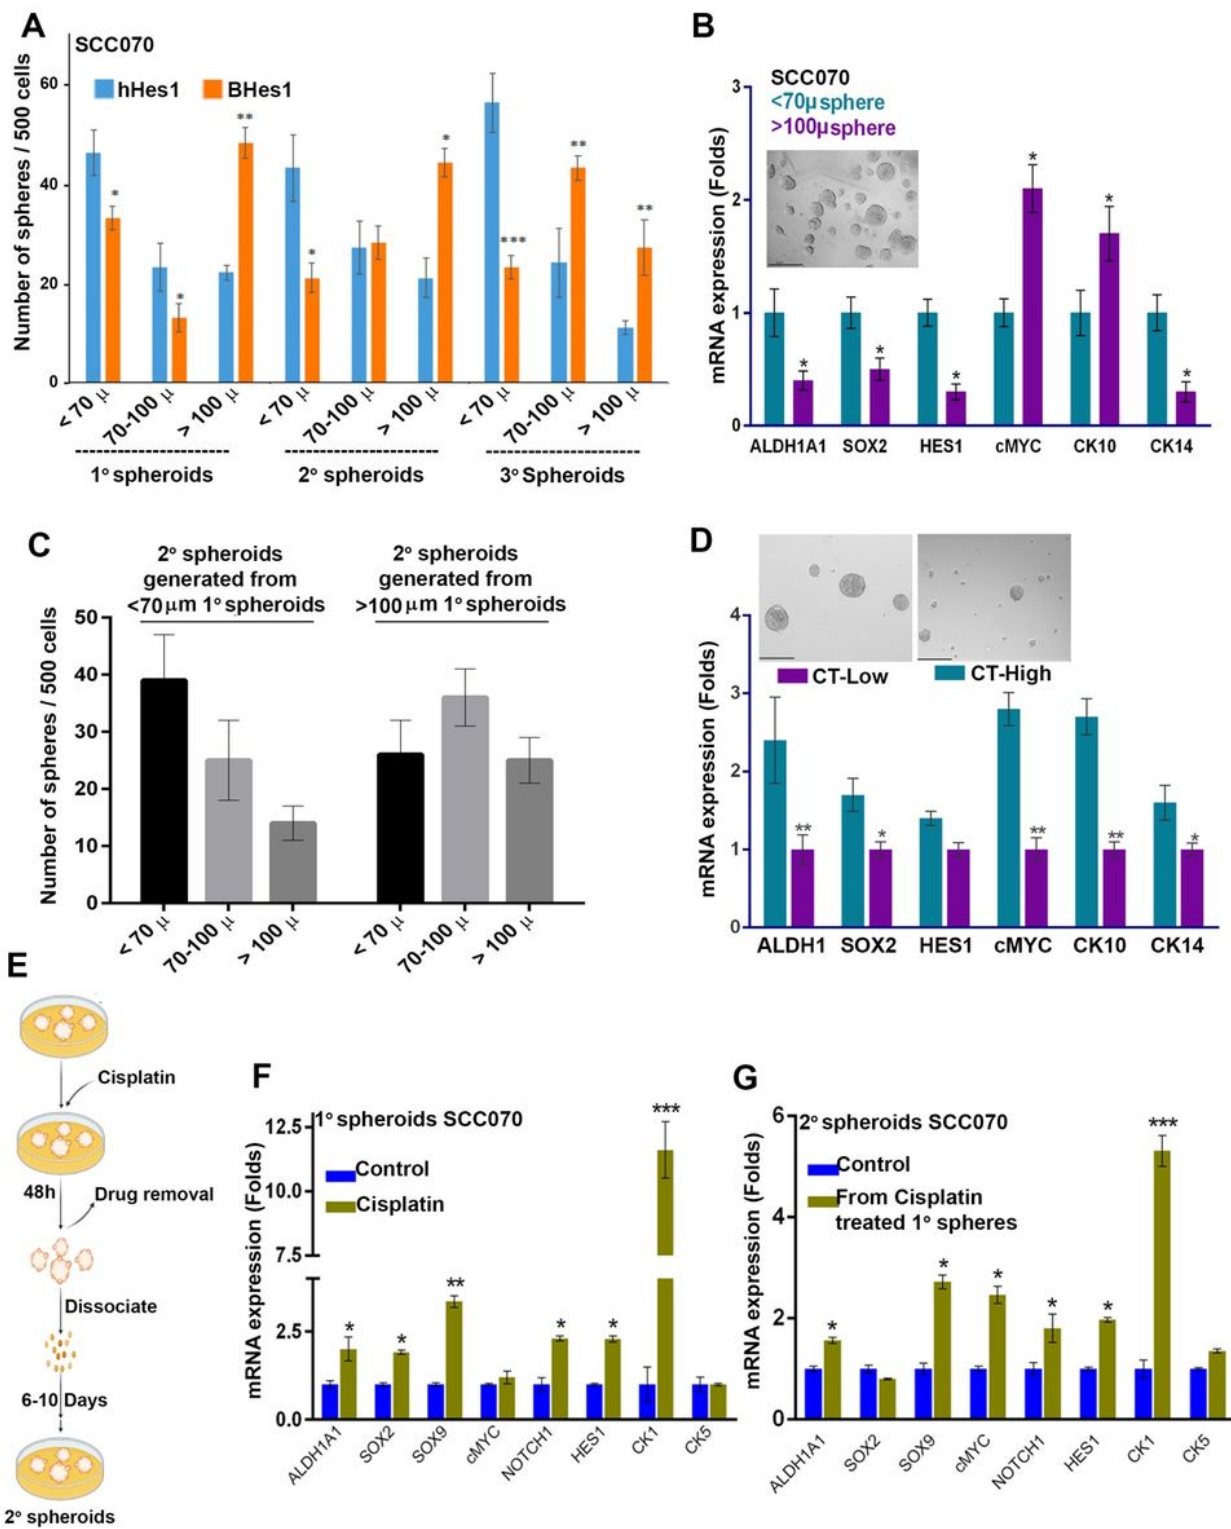 A
SCC070
hHes1 BHes1
Number of spheres / 500 cells
60
40
20
0
* * ** * * *** ** **
< 70 μ 70-100 μ > 100 μ < 70 μ 70-100 μ > 100 μ < 70 μ 70-100 μ > 100 μ
1° spheroids 2° spheroids 3° Spheroids
B
SCC070
<70μ sphere
>100μ sphere
mRNA expression (Folds)
3
2
1
0
* * * * * *
ALDH1A1 SOX2 HES1 cMYC CK10 CK14
C
2° spheroids
generated from
<70μm 1° spheroids
2° spheroids
generated from
>100μm 1° spheroids
Number of spheres / 500 cells
50
40
30
20
10
0
< 70 μ 70-100 μ > 100 μ < 70 μ 70-100 μ > 100 μ
D
CT-Low CT-High
mRNA expression (Folds)
4
3
2
1
0
** * ** ** *
ALDH1 SOX2 HES1 cMYC CK10 CK14
E
Cisplatin
48h Drug removal
Dissociate
6-10 Days
2° spheroids
F
1° spheroids SCC070
Control
Cisplatin
mRNA expression (Folds)
12.5
10.0
7.5
2.5
0.0
* * ** * * ***
ALDH1A1 SOX2 SOX9 cMYC NOTCH1 HES1 CK1 CK5
G
2° spheroids SCC070
Control
From Cisplatin
treated 1° spheres
mRNA expression (Folds)
6
4
2
0
* * * * * ***
ALDH1A1 SOX2 SOX9 cMYC NOTCH1 HES1 CK1 CK5